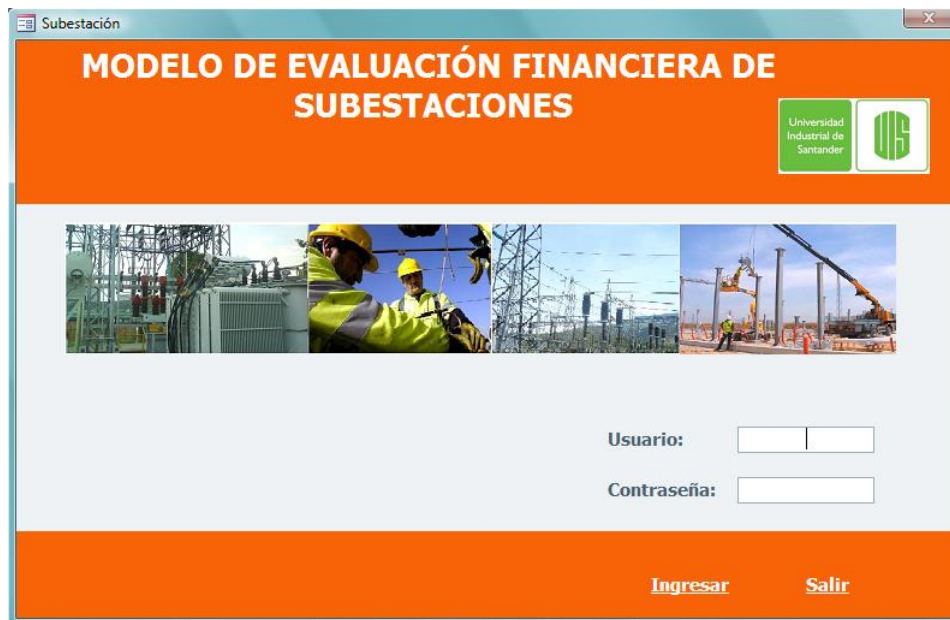 Subestación
MODELO DE EVALUACIÓN FINANCIERA DE
SUBESTACIONES
Universidad
Industrial de
Santander
UIS
Usuario:
Contraseña:
Ingresar
Salir